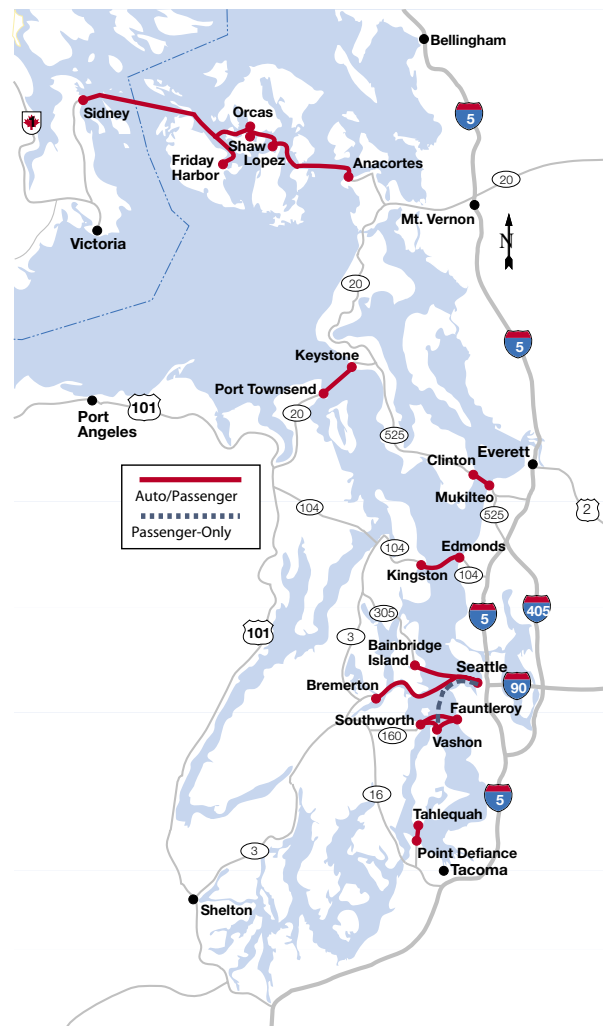 Bellingham
Sidney
1
Orcas
5
Shaw
Friday
Harbor
Lopez
Anacortes
20
Mt. Vernon
N
Victoria
20
5
Keystone
Port Townsend
101
Port
Angeles
20
525
Clinton
Everett
Mukilteo
Auto/Passenger
Passenger-Only
525
2
104
104
Edmonds
Kingston
104
305
5
405
101
3
Bainbridge
Island
Seattle
Bremerton
90
Southworth
Fauntleroy
160
Vashon
16
5
Tahlequah
3
Point Defiance
Tacoma
Shelton